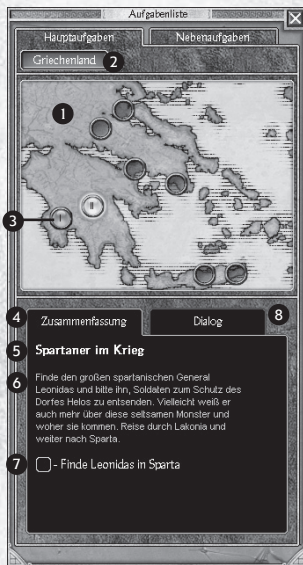 Aufgabenliste
Hauptaufgaben
Nebenaufgaben
Griechenland
2
1
3
4
Zusammenfassung
Dialog
8
5
Spartaner im Krieg
6
Finde den großen spartanischen General
Leonidas und bitte ihn, Soldaten zum Schutz des
Dorfes Helos zu entsenden. Vielleicht weiß er
auch mehr über diese seltsamen Monster und
woher sie kommen. Reise durch Lakonia und
weiter nach Sparta.
7
- Finde Leonidas in Sparta